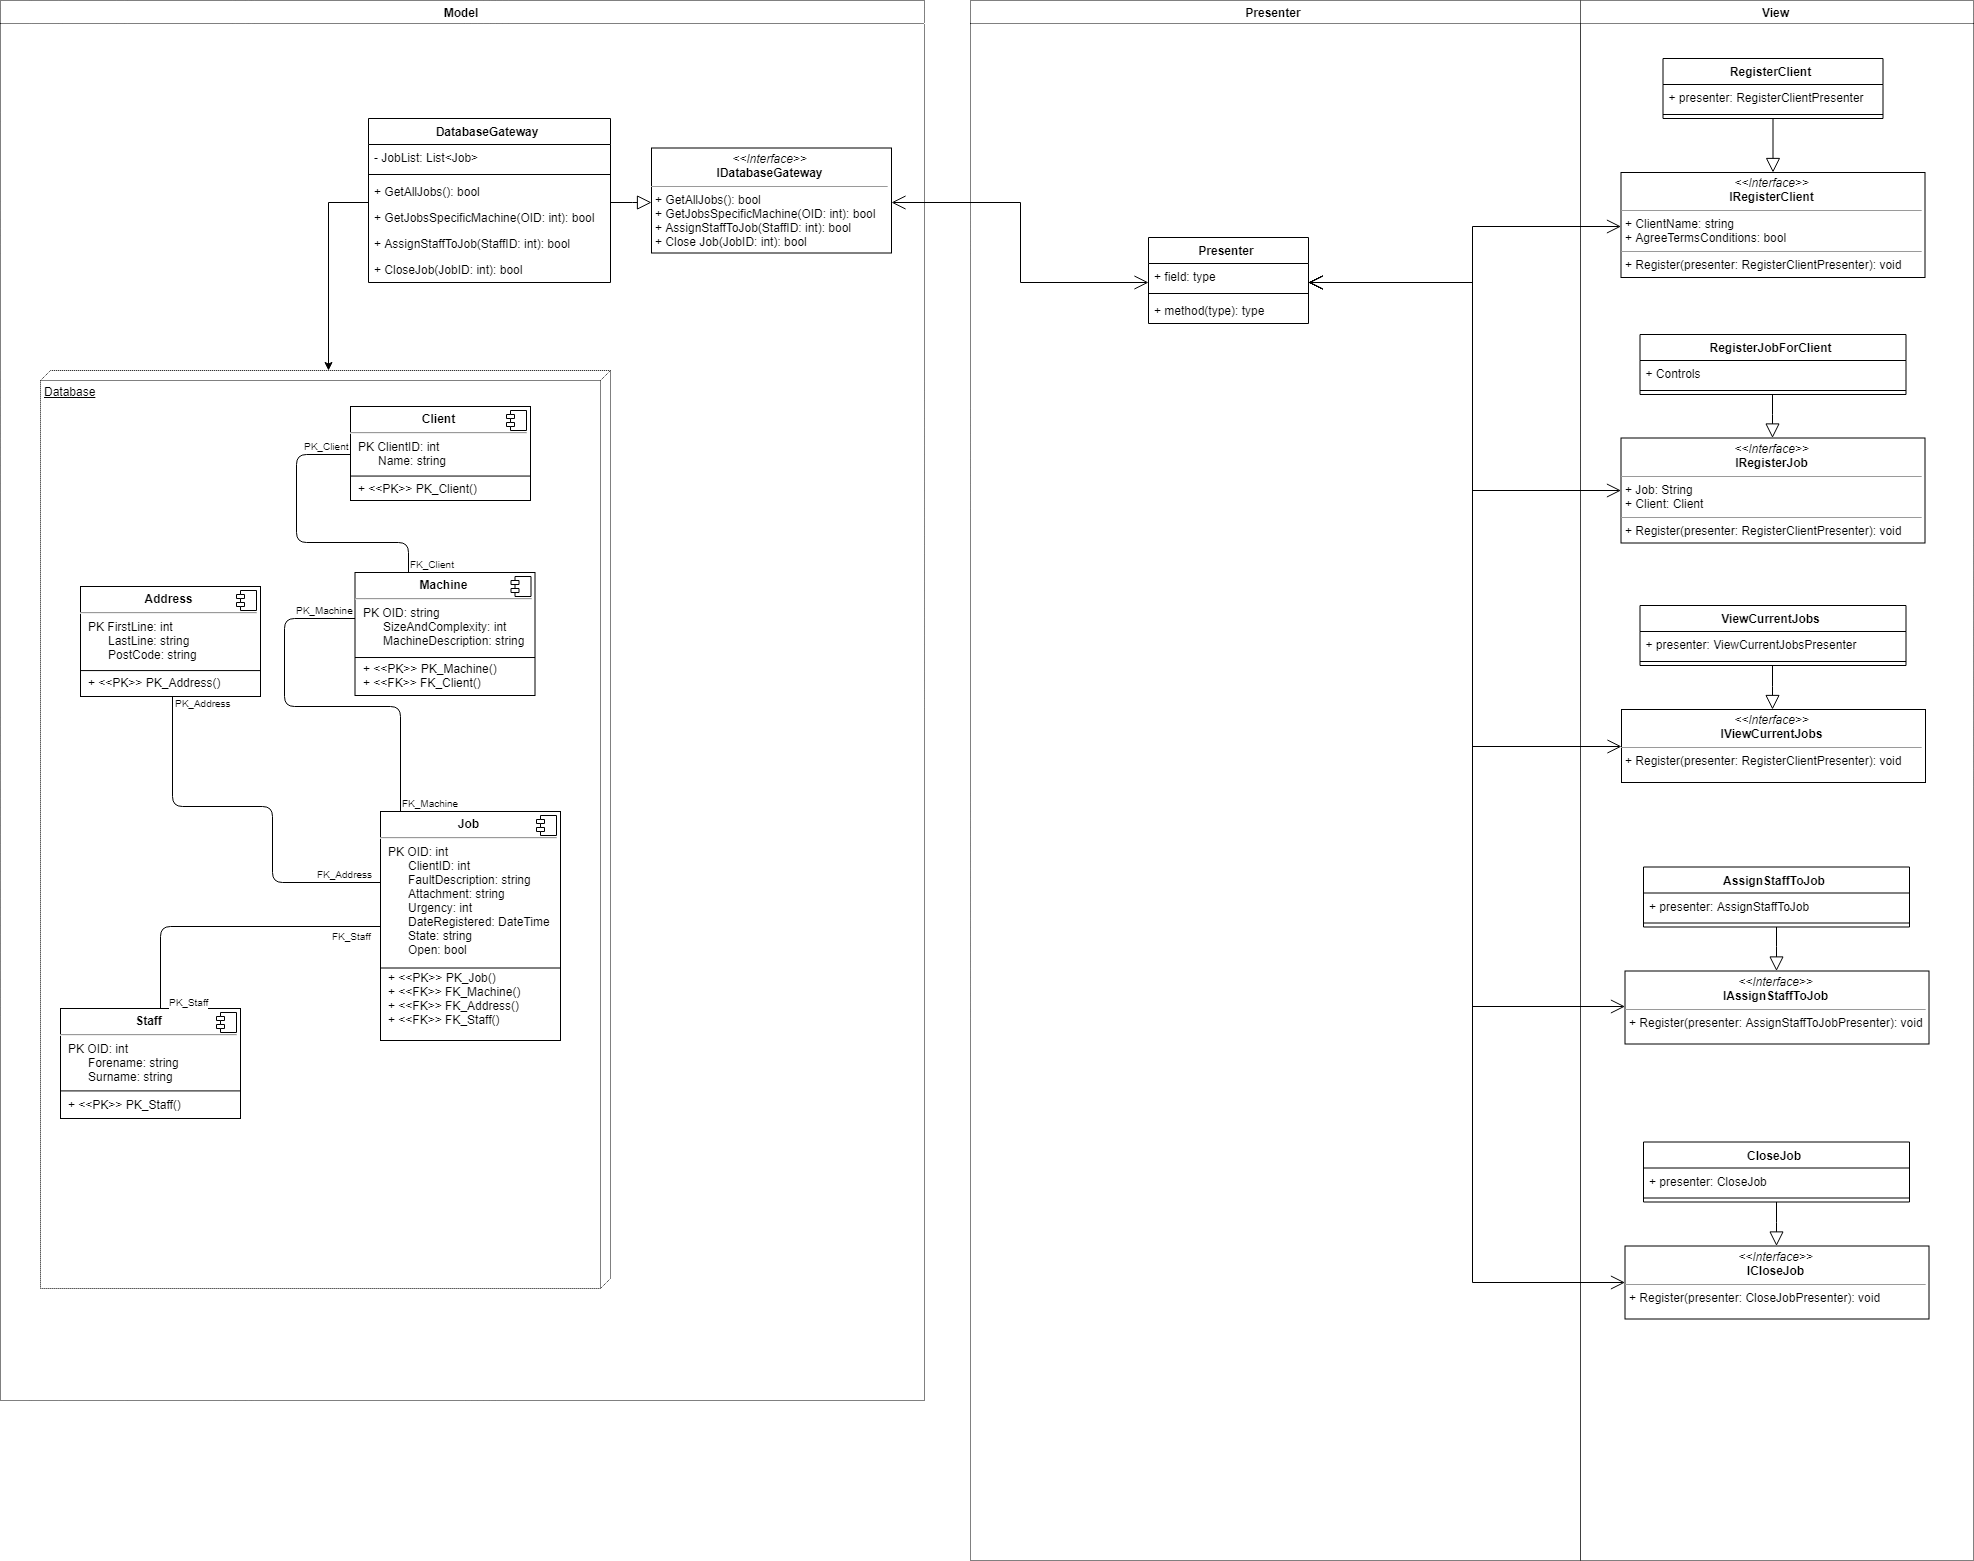 Model
DatabaseGateway
- JobList: List<Job>
+ GetAllJobs(): bool
+ GetJobsSpecificMachine(OID: int): bool
+ AssignStaffToJob(StaffID: int): bool
+ CloseJob(JobID: int): bool
<<Interface>>
IDatabaseGateway
+ GetAllJobs(): bool
+ GetJobsSpecificMachine(OID: int): bool
+ AssignStaffToJob(StaffID: int): bool
+ Close Job(JobID: int): bool
Database
Client
PK ClientID: int
Name: string
+ <<PK>> PK_Client()
PK_Client
FK_Client
Machine
PK OID: string
SizeAndComplexity: int
MachineDescription: string
+ <<PK>> PK_Machine()
+ <<FK>> FK_Client()
PK_Machine
Address
PK FirstLine: int
LastLine: string
PostCode: string
+ <<PK>> PK_Address()
PK_Address
FK_Machine
Job
PK OID: int
ClientID: int
FaultDescription: string
Attachment: string
Urgency: int
DateRegistered: DateTime
State: string
Open: bool
+ <<PK>> PK_Job()
+ <<FK>> FK_Machine()
+ <<FK>> FK_Address()
+ <<FK>> FK_Staff()
FK_Address
FK_Staff
PK_Staff
Staff
PK OID: int
Forename: string
Surname: string
+ <<PK>> PK_Staff()
Presenter
Presenter
+ field: type
+ method(type): type
View
RegisterClient
+ presenter: RegisterClientPresenter
<<Interface>>
IRegisterClient
+ ClientName: string
+ AgreeTermsConditions: bool
+ Register(presenter: RegisterClientPresenter): void
RegisterJobForClient
+ Controls
<<Interface>>
IRegisterJob
+ Job: String
+ Client: Client
+ Register(presenter: RegisterClientPresenter): void
ViewCurrentJobs
+ presenter: ViewCurrentJobsPresenter
<<Interface>>
IViewCurrentJobs
+ Register(presenter: RegisterClientPresenter): void
AssignStaffToJob
+ presenter: AssignStaffToJob
<<Interface>>
IAssignStaffToJob
+ Register(presenter: AssignStaffToJobPresenter): void
CloseJob
+ presenter: CloseJob
<<Interface>>
ICloseJob
+ Register(presenter: CloseJobPresenter): void